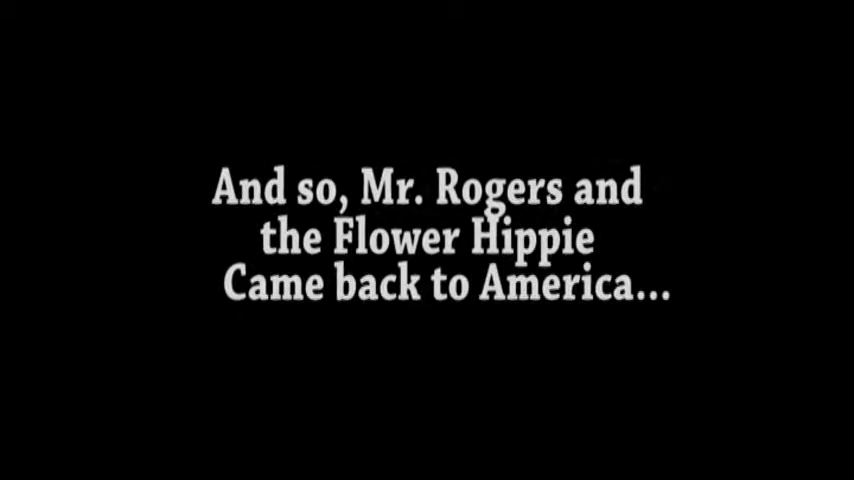 And so, Mr. Rogers and
the Flower Hippie
Came back to America...